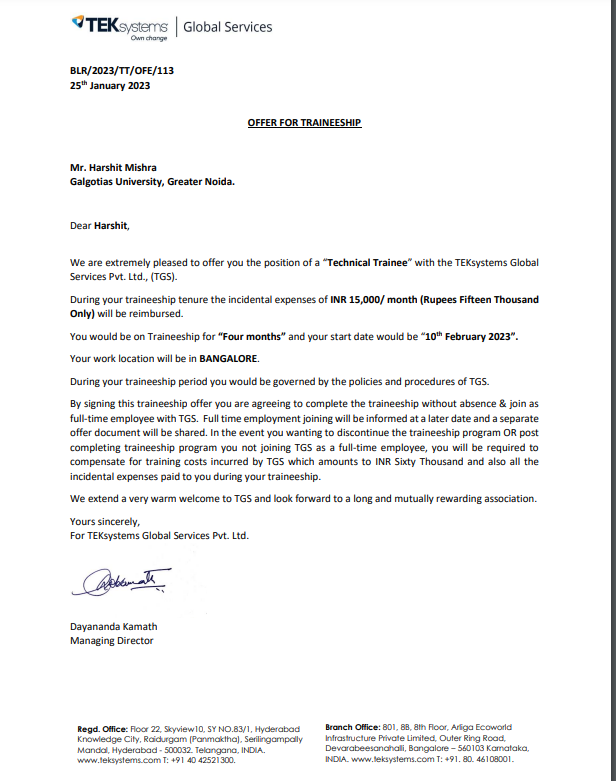 TEKsystems | Global Services
Own change
BLR/2023/TT/OFE/113
25th January 2023
OFFER FOR TRAINEESHIP
Mr. Harshit Mishra
Galgotias University, Greater Noida.
Dear Harshit,
We are extremely pleased to offer you the position of a “Technical Trainee” with the TEKsystems Global
Services Pvt. Ltd., (TGS).
During your traineeship tenure the incidental expenses of INR 15,000/ month (Rupees Fifteen Thousand
Only) will be reimbursed.
You would be on Traineeship for “Four months” and your start date would be “10th February 2023”.
Your work location will be in BANGALORE.
During your traineeship period you would be governed by the policies and procedures of TGS.
By signing this traineeship offer you are agreeing to complete the traineeship without absence & join as
full-time employee with TGS. Full time employment joining will be informed at a later date and a separate
offer document will be shared. In the event you wanting to discontinue the traineeship program OR post
completing traineeship program you not joining TGS as a full-time employee, you will be required to
compensate for training costs incurred by TGS which amounts to INR Sixty Thousand and also all the
incidental expenses paid to you during your traineeship.
We extend a very warm welcome to TGS and look forward to a long and mutually rewarding association.
Yours sincerely,
For TEKsystems Global Services Pvt. Ltd.
Dayananda Kamath
Managing Director
Regd. Office: Floor 22, Skyview10, SY NO.83/1, Hyderabad
Knowledge City, Raidurgam (Panmaktha), Serilingampally
Mandal, Hyderabad - 500032. Telangana, INDIA.
www.teksystems.com T: +91 40 42521300.
Branch Office: 801, 8B, 8th Floor, Arliga Ecoworld
Infrastructure Private Limited, Outer Ring Road,
Devarabeesanahalli, Bangalore – 560103 Karnataka,
INDIA. www.teksystems.com T: +91. 80. 46108001.